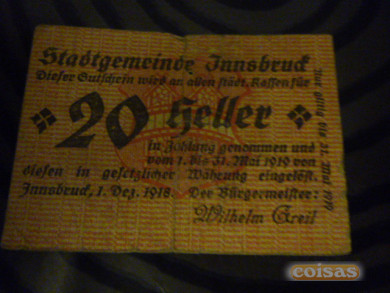 Stadtgemeinde Innsbruck
Dieser Gutschein wird an allen städt. Kassen für
20 Heller
in Zahlung genommen und
vom 1. bis 31. Mai 1919 von
diesen in gesetzlicher Währung eingelöst.
Innsbruck, 1. Dez. 1918. Der Bürgermeister:
Wilhelm Greil
Nur gültig bis 31. Mai 1919
coisas